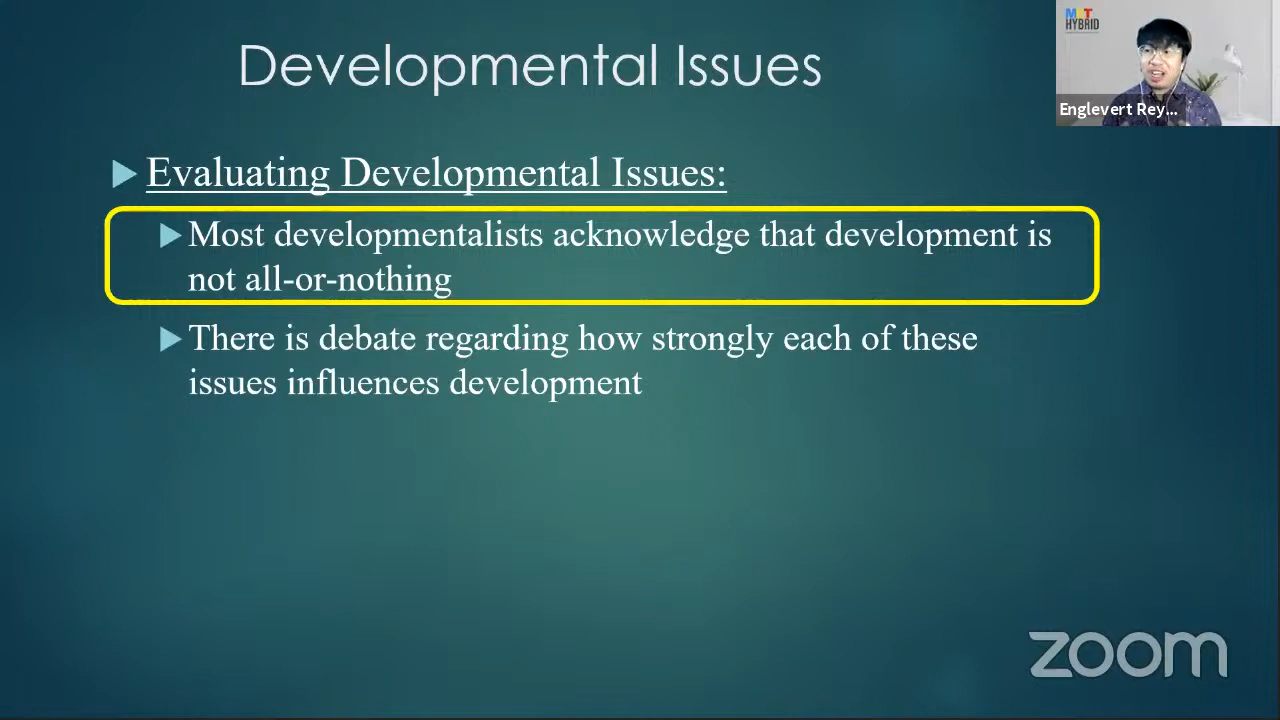 Developmental Issues
MIT
HYBRID
Englevert Rey...
Evaluating Developmental Issues:
Most developmentalists acknowledge that development is
not all-or-nothing
There is debate regarding how strongly each of these
issues influences development
zoom